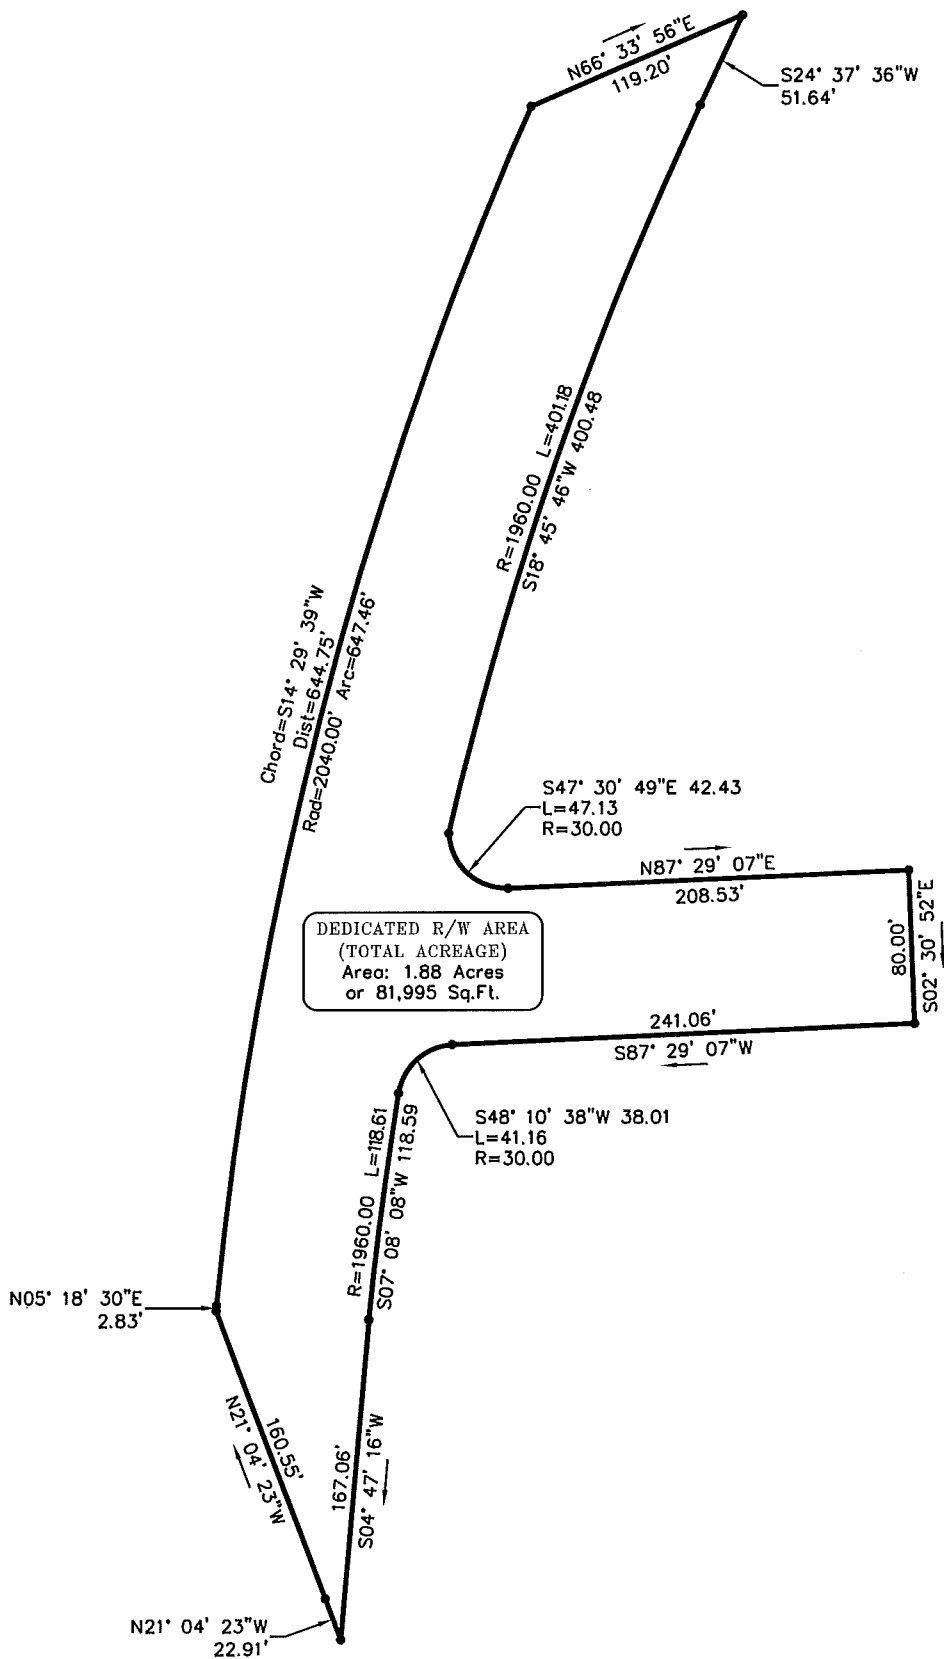 N66° 33' 56"E
119.20'
S24° 37' 36"W
51.64'
R=1960.00 L=401.18
S18° 45' 46"W 400.48
Chord=S14° 29' 39"W
Dist=644.75'
Rad=2040.00' Arc=647.46'
S47° 30' 49"E 42.43
L=47.13
R=30.00
N87° 29' 07"E
208.53'
80.00'
S02° 30' 52"E
DEDICATED R/W AREA
(TOTAL ACREAGE)
Area: 1.88 Acres
or 81,995 Sq.Ft.
241.06'
S87° 29' 07"W
S48° 10' 38"W 38.01
L=41.16
R=30.00
R=1960.00 L=118.61
S07° 08' 08"W 118.59
N05° 18' 30"E
2.83'
160.55'
N21° 04' 23"W
167.06'
S04° 47' 16"W
N21° 04' 23"W
22.91'